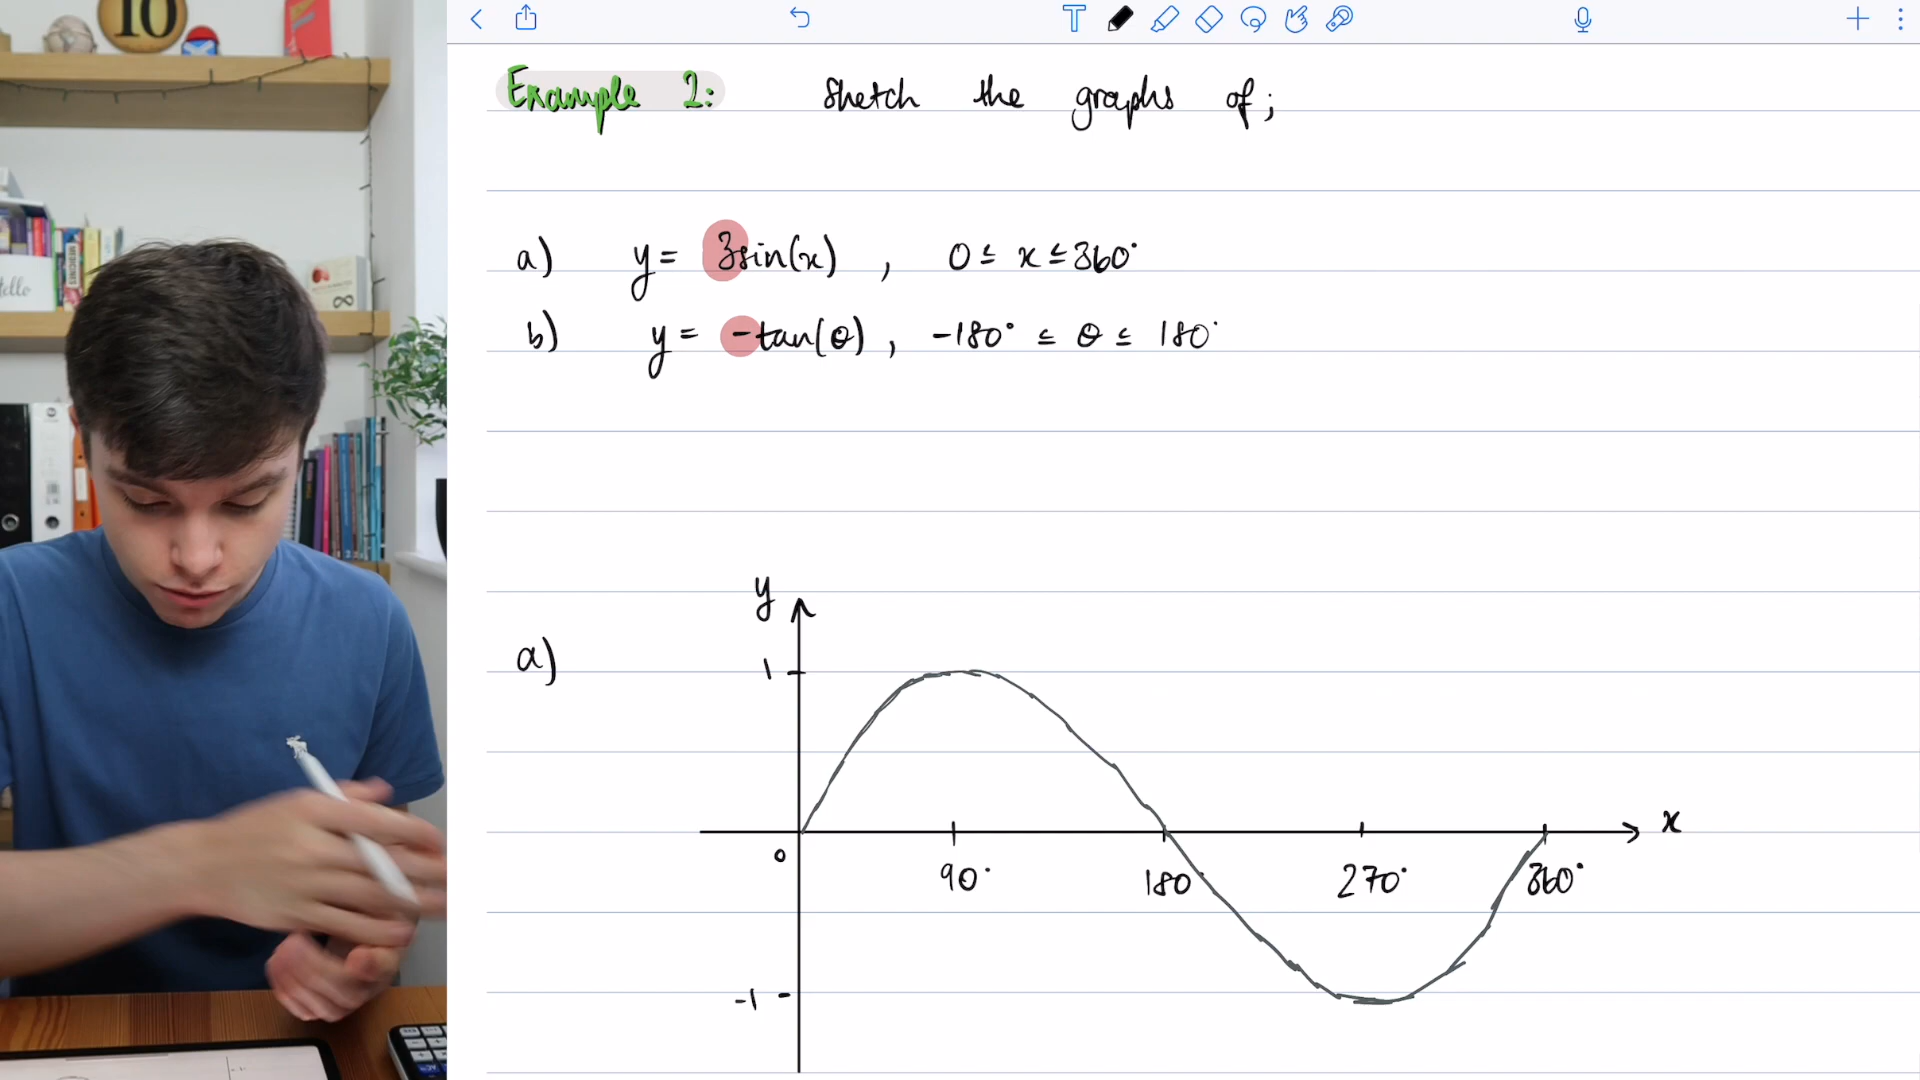 10
Example 2: Sketch the graphs of;
a) y = 3sin(x) , 0 ≤ x ≤ 360°
b) y = -tan(θ) , -180° ≤ θ ≤ 180°
y
a)
1
x
0
90° 180 270° 360°
-1